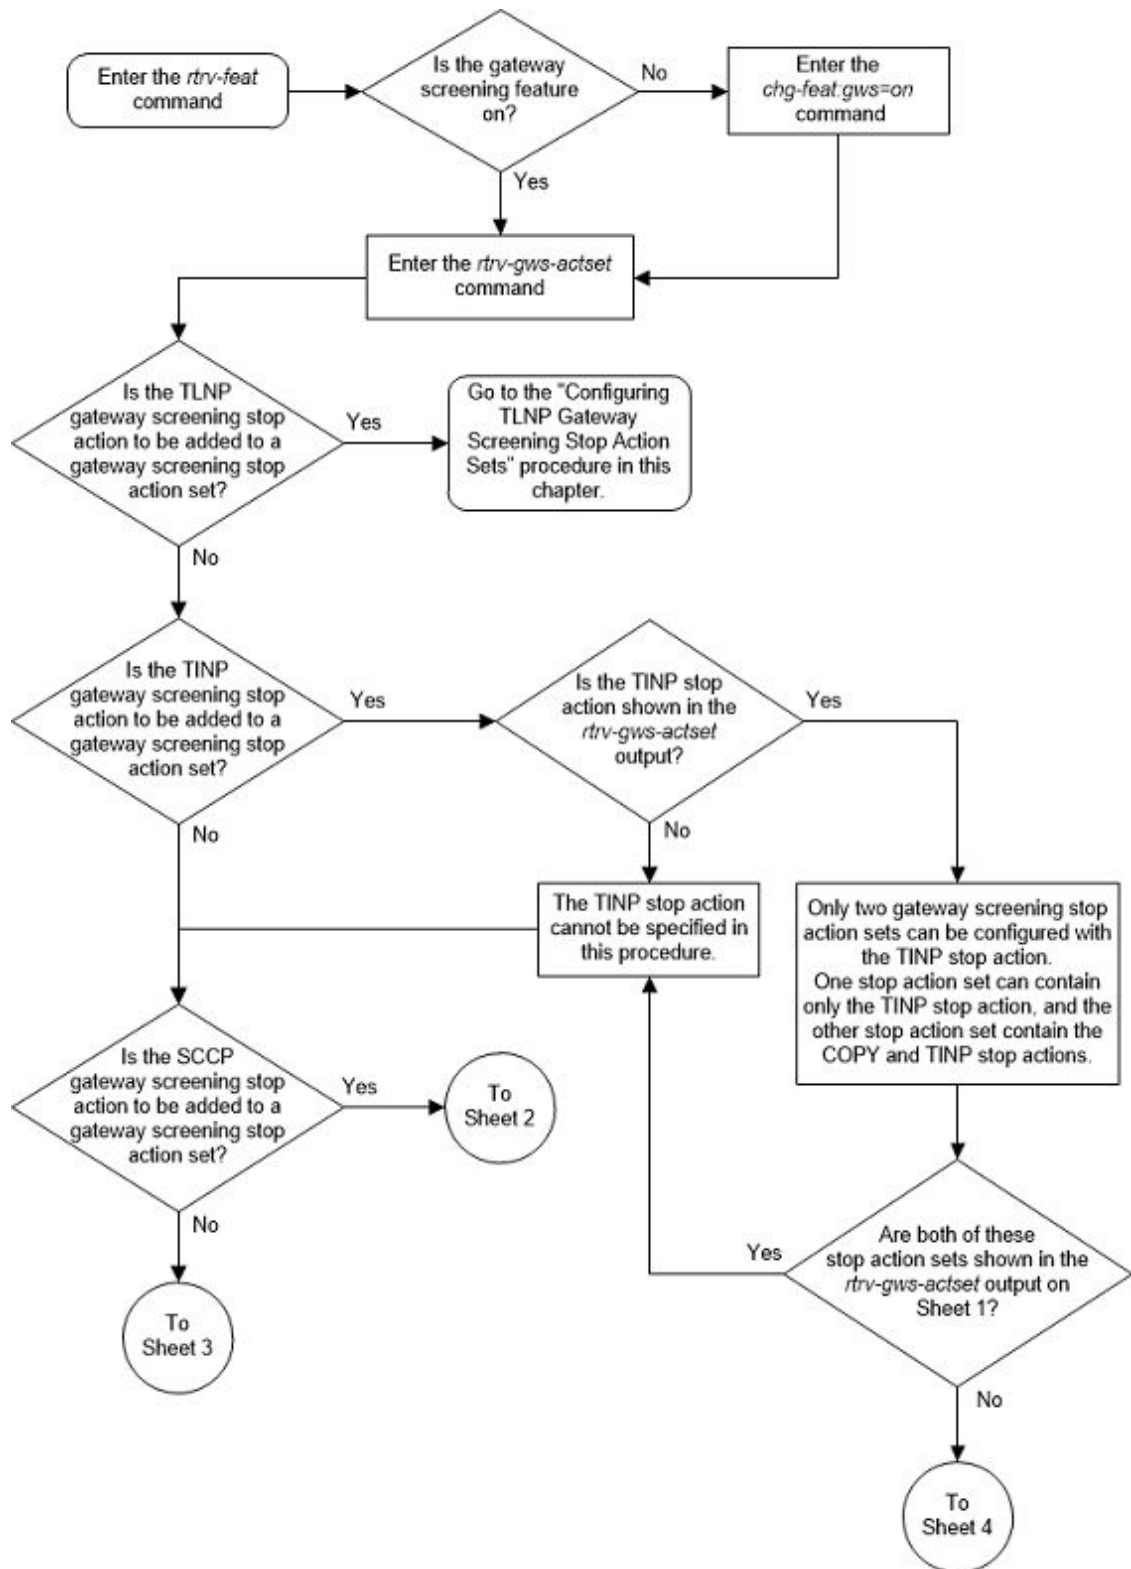 Enter the rtrv-feat
command
Is the gateway
screening feature
on?
No
Enter the
chg-feat:gws=on
command
Yes
Enter the rtrv-gws-actset
command
Is the TLNP
gateway screening stop
action to be added to a
gateway screening stop
action set?
Yes
Go to the "Configuring
TLNP Gateway
Screening Stop Action
Sets" procedure in this
chapter.
No
Is the TINP
gateway screening stop
action to be added to a
gateway screening stop
action set?
Yes
Is the TINP stop
action shown in the
rtrv-gws-actset
output?
Yes
No
No
The TINP stop action
cannot be specified in
this procedure.
Only two gateway screening stop
action sets can be configured with
the TINP stop action.
One stop action set can contain
only the TINP stop action, and the
other stop action set contain the
COPY and TINP stop actions.
Is the SCCP
gateway screening stop
action to be added to a
gateway screening stop
action set?
Yes
To
Sheet 2
No
To
Sheet 3
Yes
Are both of these
stop action sets shown in the
rtrv-gws-actset output on
Sheet 1?
No
To
Sheet 4